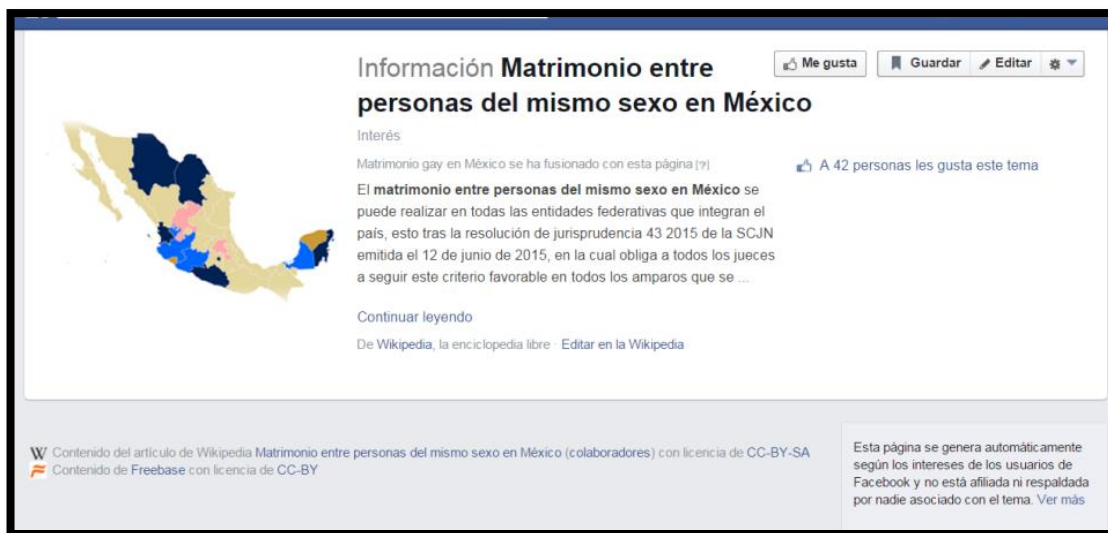 Información Matrimonio entre
personas del mismo sexo en México
Me gusta
Guardar
Editar
Interés
Matrimonio gay en México se ha fusionado con esta página [?]
A 42 personas les gusta este tema
El matrimonio entre personas del mismo sexo en México se
puede realizar en todas las entidades federativas que integran el
país, esto tras la resolución de jurisprudencia 43 2015 de la SCJN
emitida el 12 de junio de 2015, en la cual obliga a todos los jueces
a seguir este criterio favorable en todos los amparos que se ...
Continuar leyendo
De Wikipedia, la enciclopedia libre · Editar en la Wikipedia
W Contenido del artículo de Wikipedia Matrimonio entre personas del mismo sexo en México (colaboradores) con licencia de CC-BY-SA
Contenido de Freebase con licencia de CC-BY
Esta página se genera automáticamente
según los intereses de los usuarios de
Facebook y no está afiliada ni respaldada
por nadie asociado con el tema. Ver más